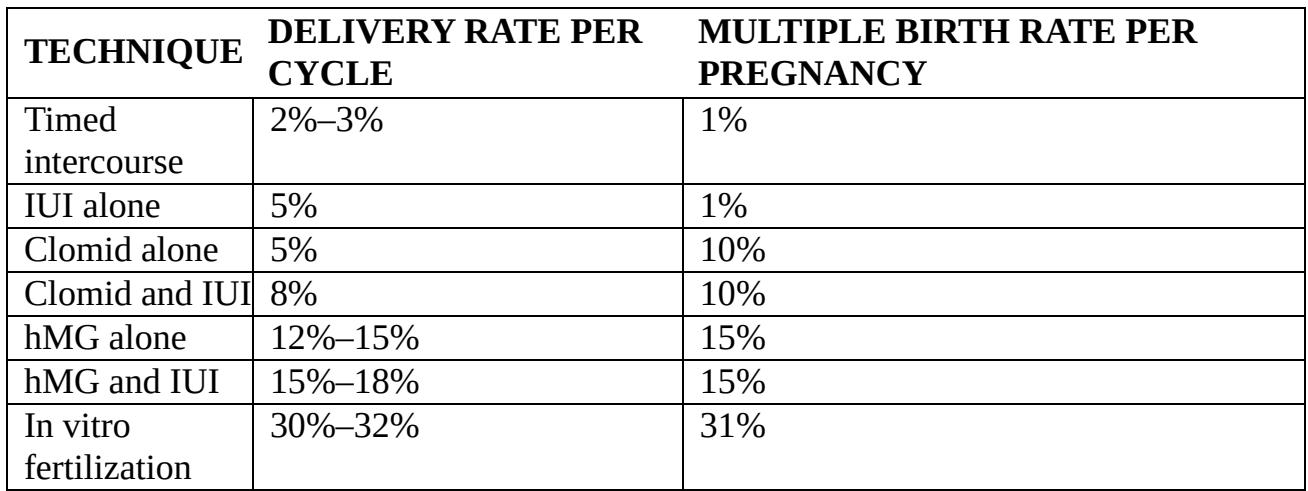 TECHNIQUE DELIVERY RATE PER CYCLE MULTIPLE BIRTH RATE PER PREGNANCY
Timed intercourse 2%–3% 1%
IUI alone 5% 1%
Clomid alone 5% 10%
Clomid and IUI 8% 10%
hMG alone 12%–15% 15%
hMG and IUI 15%–18% 15%
In vitro fertilization 30%–32% 31%